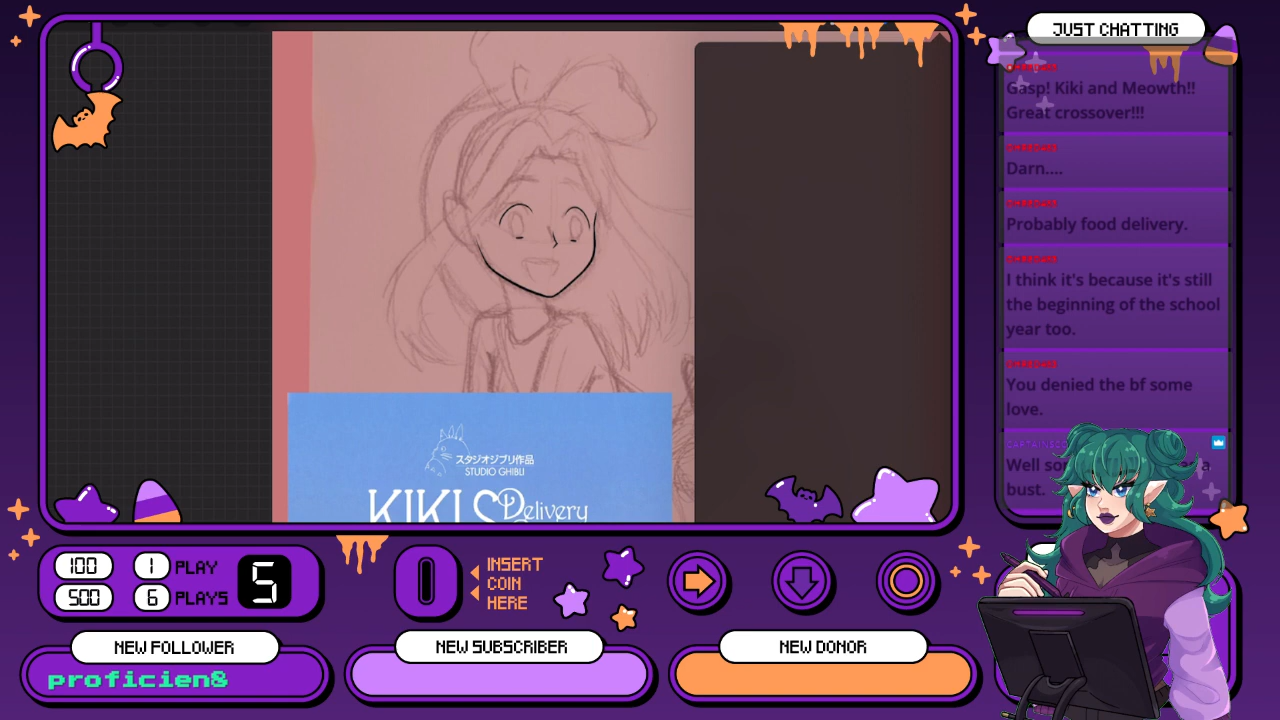 JUST CHATTING
Gasp! Kiki and Meowth!!
Great crossover!!!
Darn....
Probably food delivery.
I think it's because it's still
the beginning of the school
year too.
You denied the bf some
love.
Well
a
bust.
スタジオジブリ作品
STUDIO GHIBLI
KIKI'S Delivery
100
1 PLAY
500
6 PLAYS
5
INSERT
COIN
HERE
NEW FOLLOWER
proficien&
NEW SUBSCRIBER
NEW DONOR